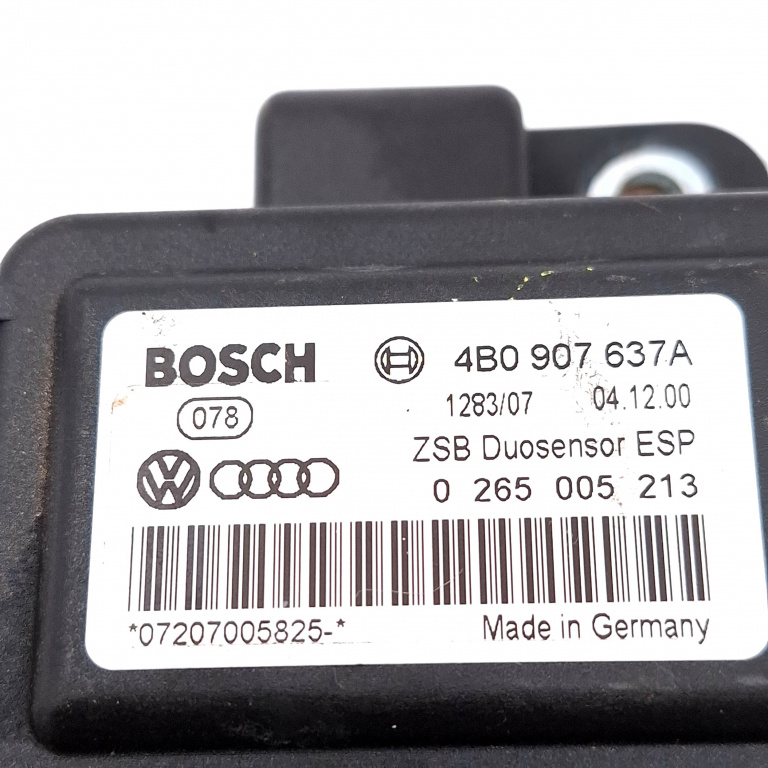 BOSCH
4B0 907 637A
078
1283/07 04.12.00
ZSB Duosensor ESP
0 265 005 213
*07207005825-*
Made in Germany